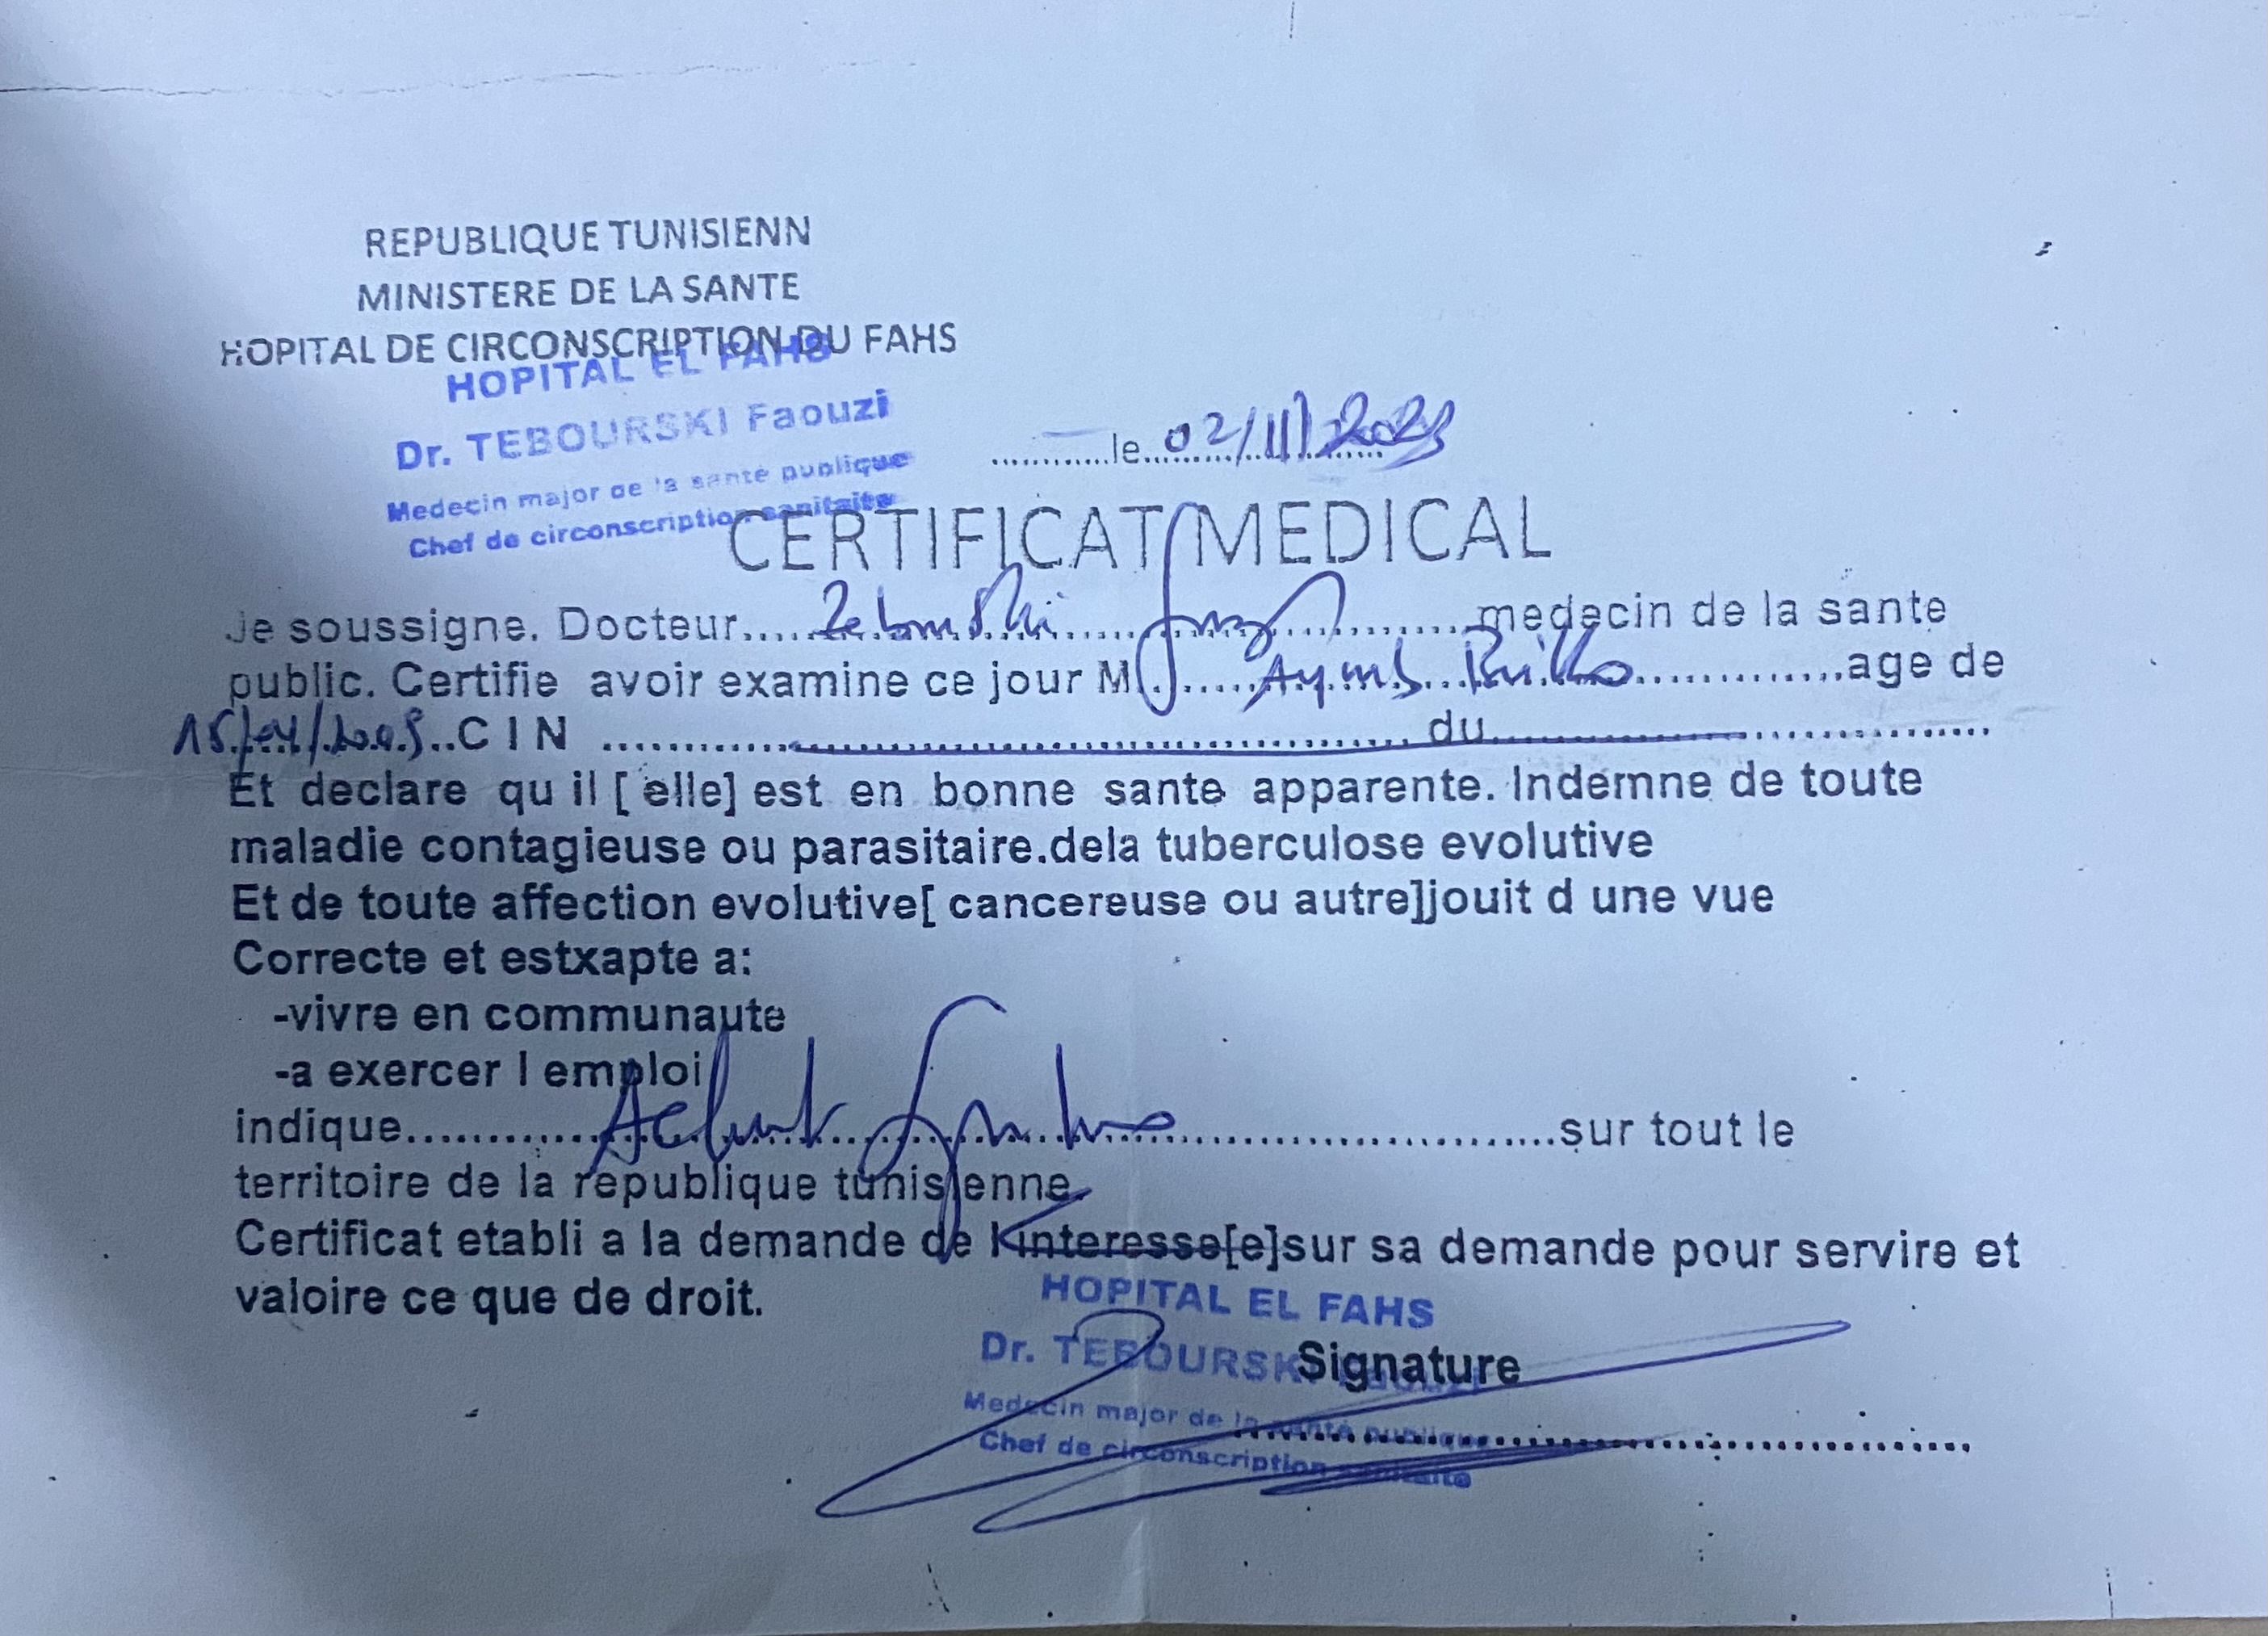 REPUBLIQUE TUNISIENN
MINISTERE DE LA SANTE
HOPITAL DE CIRCONSCRIPTION DU FAHS
HOPITAL EL FAHS
Dr. TEBOURSKI Faouzi
Medecin major de la santé publique
Chef de circonscription sanitaite
............le 02/11/2023
CERTIFICAT MEDICAL
Je soussigne. Docteur..... Tebourski ..........medecin de la sante
public. Certifie avoir examine ce jour M....... ..............age de
15/04/2005..C I N .............................. du..............................
Et declare qu il [ elle] est en bonne sante apparente. Indemne de toute
maladie contagieuse ou parasitaire.dela tuberculose evolutive
Et de toute affection evolutive[ cancereuse ou autre]jouit d une vue
Correcte et estxapte a:
-vivre en communaute
-a exercer l emploi
indique....................................................sur tout le
territoire de la republique tunisienne.
Certificat etabli a la demande de l interesse[e]sur sa demande pour servire et
valoire ce que de droit.
HOPITAL EL FAHS
Dr. TEBOURSKI
Signature
Medecin major de la santé publique
Chef de circonscription sanitaite